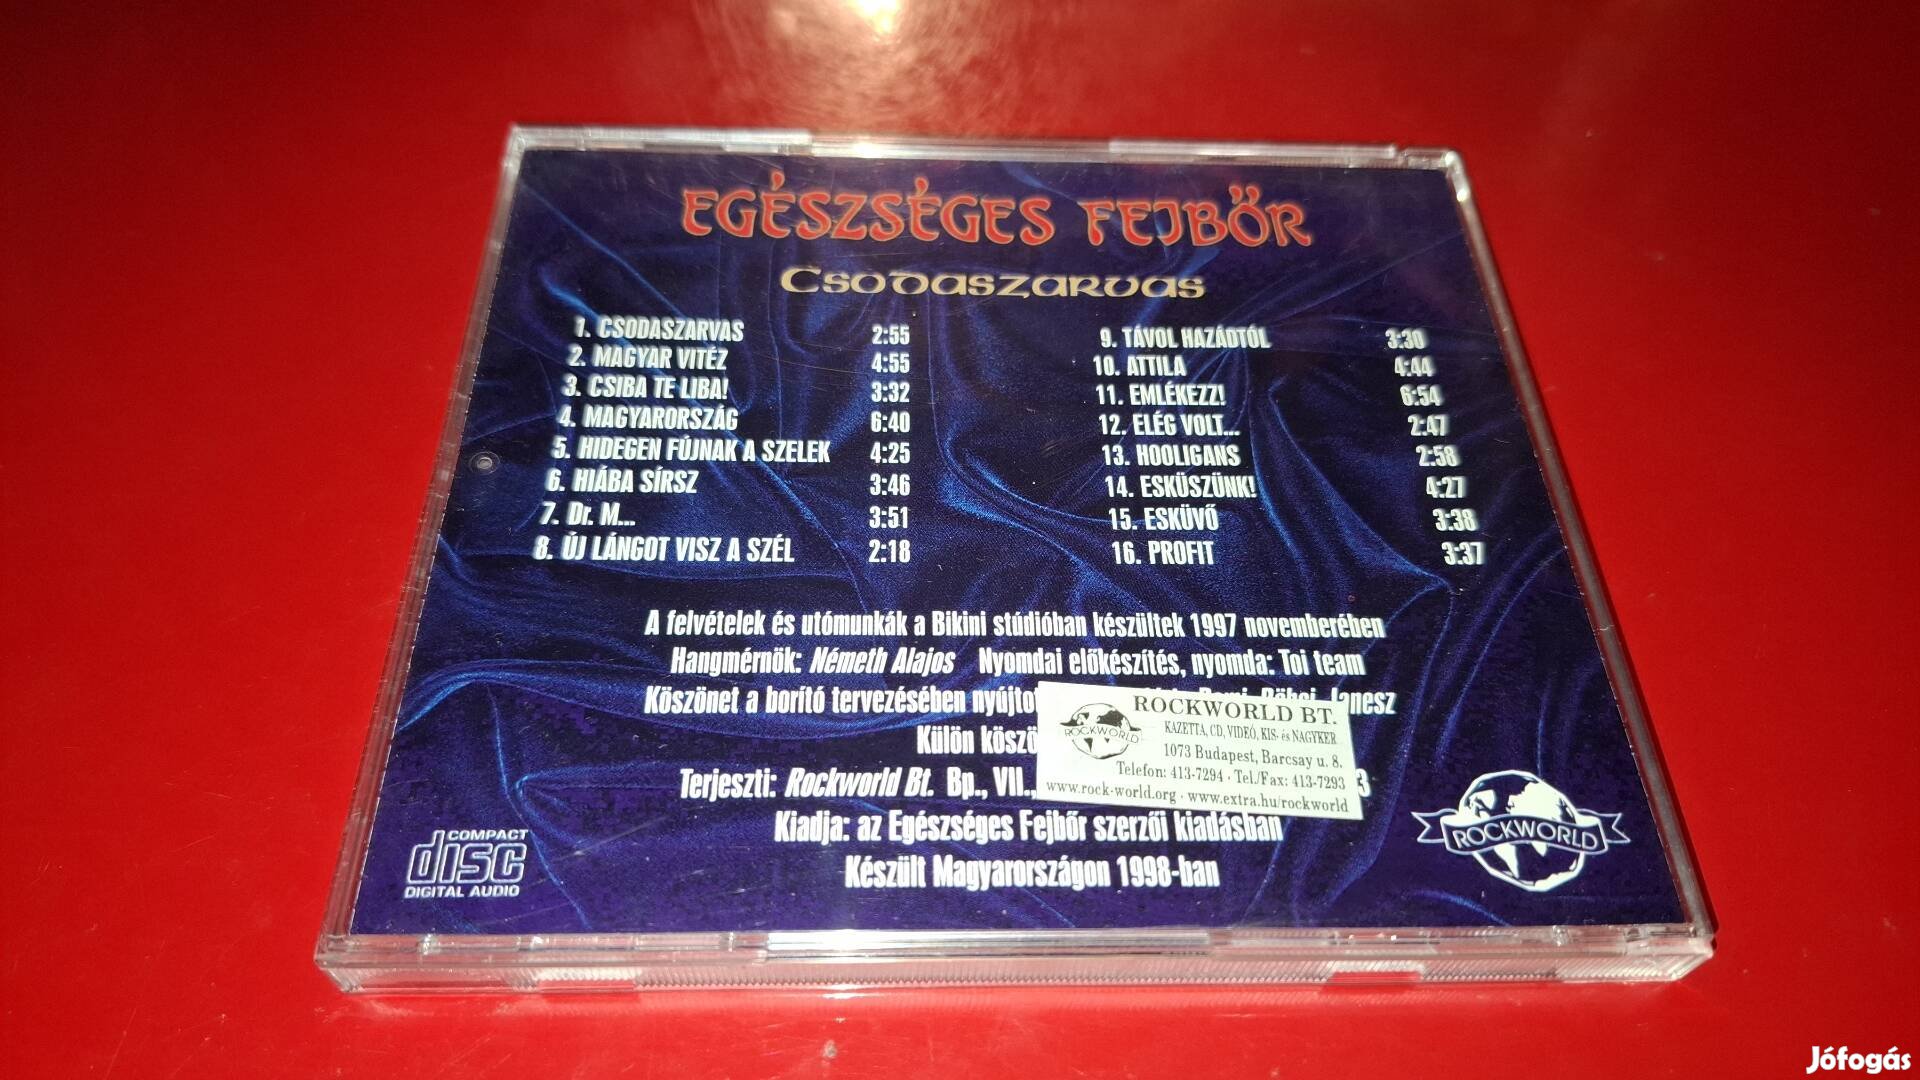 EGÉSZSÉGES FEJBŐR
CSODASZARVAS
1. CSODASZARVAS 2:55
2. MAGYAR VITÉZ 4:55
3. CSIBA TE LIBA! 3:32
4. MAGYARORSZÁG 6:40
5. HIDEGEN FÚJNAK A SZELEK 4:25
6. HIÁBA SÍRSZ 3:46
7. Dr. M... 3:51
8. ÚJ LÁNGOT VISZ A SZÉL 2:18
9. TÁVOL HAZÁDTÓL 3:30
10. ATTILA 4:44
11. EMLÉKEZZ! 6:54
12. ELÉG VOLT... 2:47
13. HOOLIGANS 2:58
14. ESKÜSZÜNK! 4:27
15. ESKÜVŐ 3:38
16. PROFIT 3:37
A felvételek és utómunkák a Bikini stúdióban készültek 1997 novemberében
Hangmérnök: Németh Alajos Nyomdai előkészítés, nyomda: Toi team
Köszönet a borító tervezésében Janesz
Külön
Terjeszti: Rockworld Bt. Bp., VII., 3
Kiadja: az Egészséges Fejbőr szerzői kiadásban
Készült Magyarországon 1998-ban
ROCKWORLD BT.
KAZETTA, CD, VIDEÓ, KIS- és NAGYKER
1073 Budapest, Barcsay u. 8.
Telefon: 413-7294 · Tel./Fax: 413-7293
www.rock-world.org · www.extra.hu/rockworld
ROCKWORLD
COMPACT
disc
DIGITAL AUDIO
ROCKWORLD
Jófogás